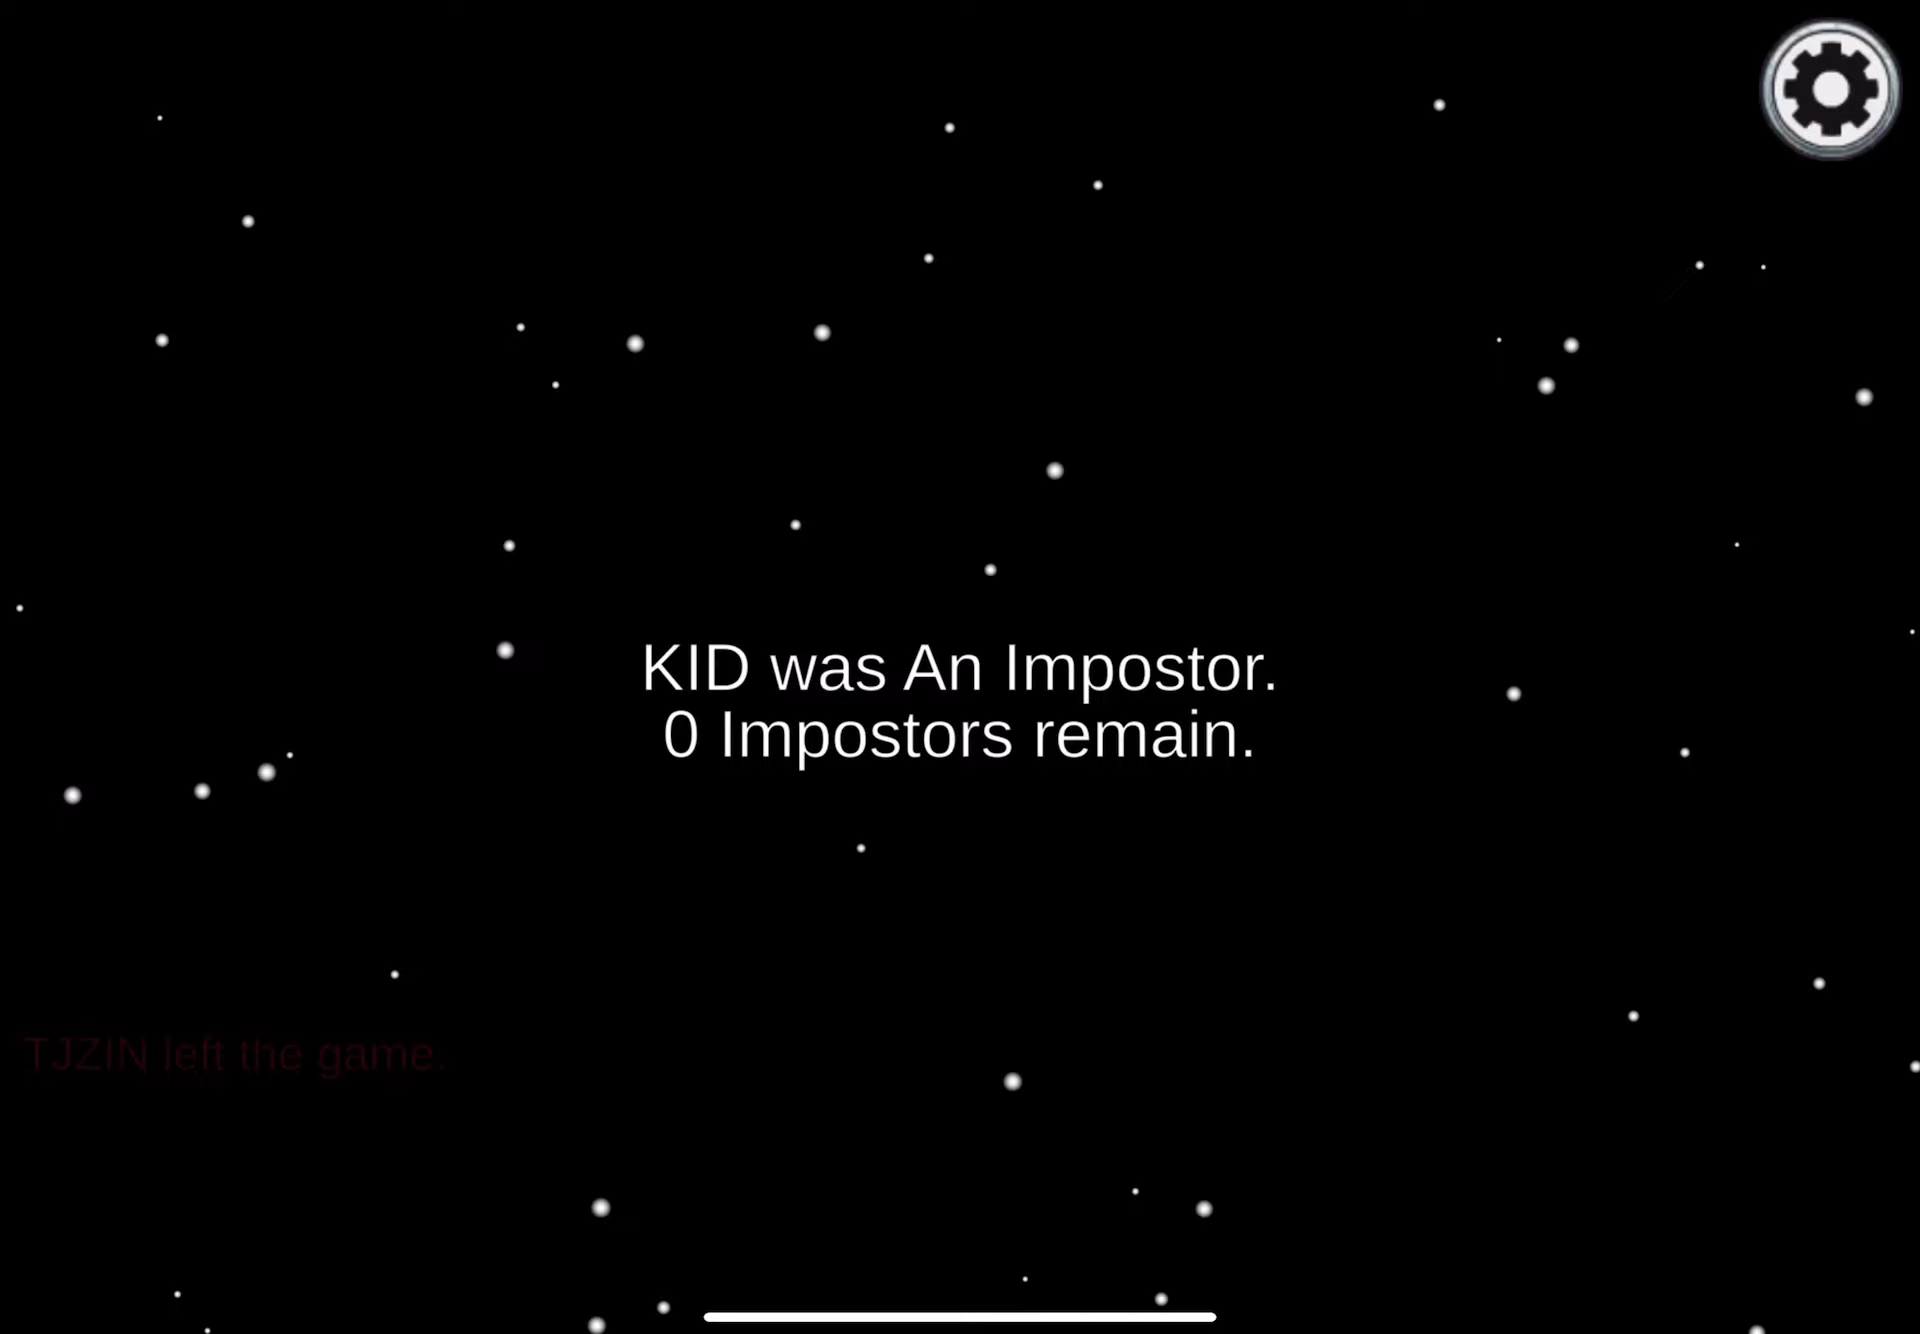 KID was An Impostor.
0 Impostors remain.
TJZIN left the game.